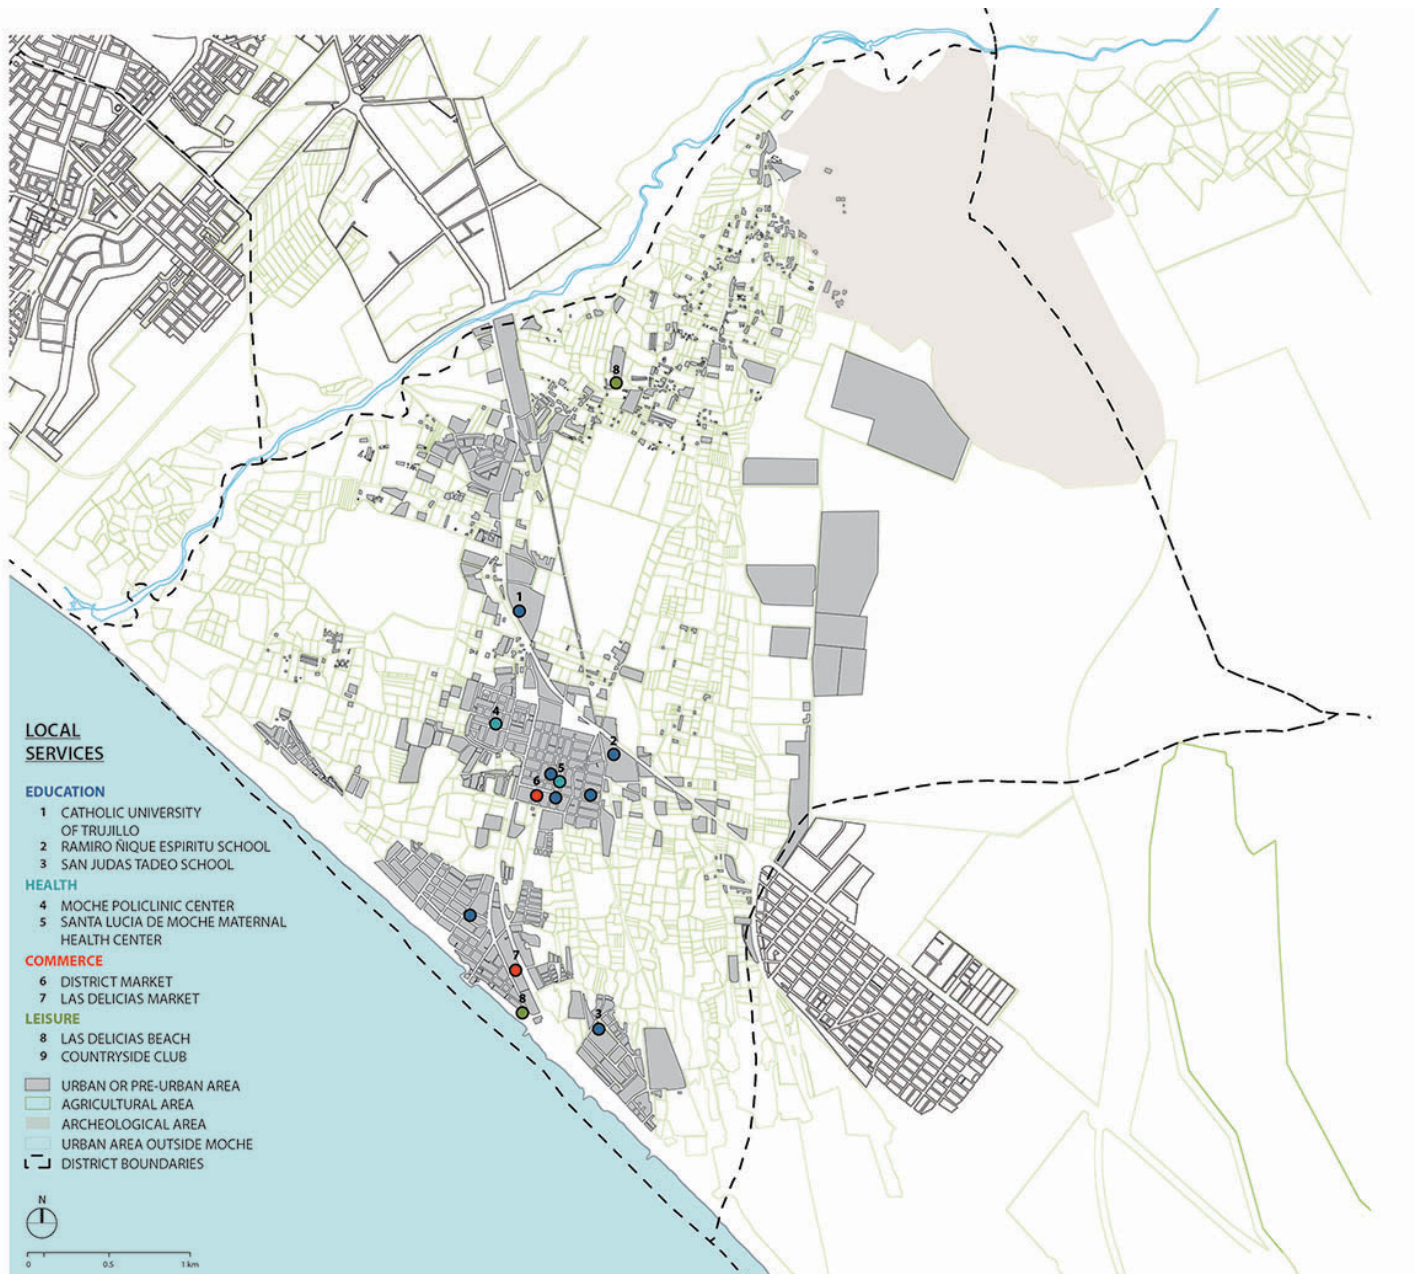 8
1
4
2
5
6
7
8
3
LOCAL
SERVICES
EDUCATION
1 CATHOLIC UNIVERSITY
OF TRUJILLO
2 RAMIRO ÑIQUE ESPIRITU SCHOOL
3 SAN JUDAS TADEO SCHOOL
HEALTH
4 MOCHE POLICLINIC CENTER
5 SANTA LUCIA DE MOCHE MATERNAL
HEALTH CENTER
COMMERCE
6 DISTRICT MARKET
7 LAS DELICIAS MARKET
LEISURE
8 LAS DELICIAS BEACH
9 COUNTRYSIDE CLUB
URBAN OR PRE-URBAN AREA
AGRICULTURAL AREA
ARCHEOLOGICAL AREA
URBAN AREA OUTSIDE MOCHE
DISTRICT BOUNDARIES
N
0 0.5 1 km